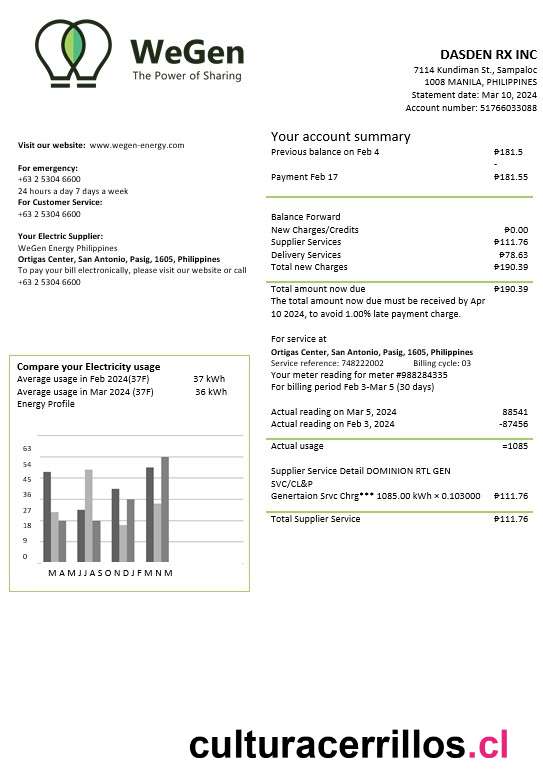 WeGen
The Power of Sharing
DASDEN RX INC
7114 Kundiman St., Sampaloc
1008 MANILA, PHILIPPINES
Statement date: Mar 10, 2024
Account number: 51766033088
Visit our website: www.wegen-energy.com
For emergency:
+63 2 5304 6600
24 hours a day 7 days a week
For Customer Service:
+63 2 5304 6600
Your Electric Supplier:
WeGen Energy Philippines
Ortigas Center, San Antonio, Pasig, 1605, Philippines
To pay your bill electronically, please visit our website or call
+63 2 5304 6600
Compare your Electricity usage
Average usage in Feb 2024(37F) 37 kWh
Average usage in Mar 2024 (37F) 36 kWh
Energy Profile
63
54
45
36
27
18
9
0
M A M J J A S O N D J F M N M
Your account summary
Previous balance on Feb 4 ₱181.5
-
Payment Feb 17 ₱181.55
Balance Forward
New Charges/Credits ₱0.00
Supplier Services ₱111.76
Delivery Services ₱78.63
Total new Charges ₱190.39
Total amount now due ₱190.39
The total amount now due must be received by Apr
10 2024, to avoid 1.00% late payment charge.
For service at
Ortigas Center, San Antonio, Pasig, 1605, Philippines
Service reference: 748222002 Billing cycle: 03
Your meter reading for meter #988284335
For billing period Feb 3-Mar 5 (30 days)
Actual reading on Mar 5, 2024 88541
Actual reading on Feb 3, 2024 -87456
Actual usage =1085
Supplier Service Detail DOMINION RTL GEN
SVC/CL&P
Genertaion Srvc Chrg*** 1085.00 kWh × 0.103000 ₱111.76
Total Supplier Service ₱111.76
culturacerrillos.cl